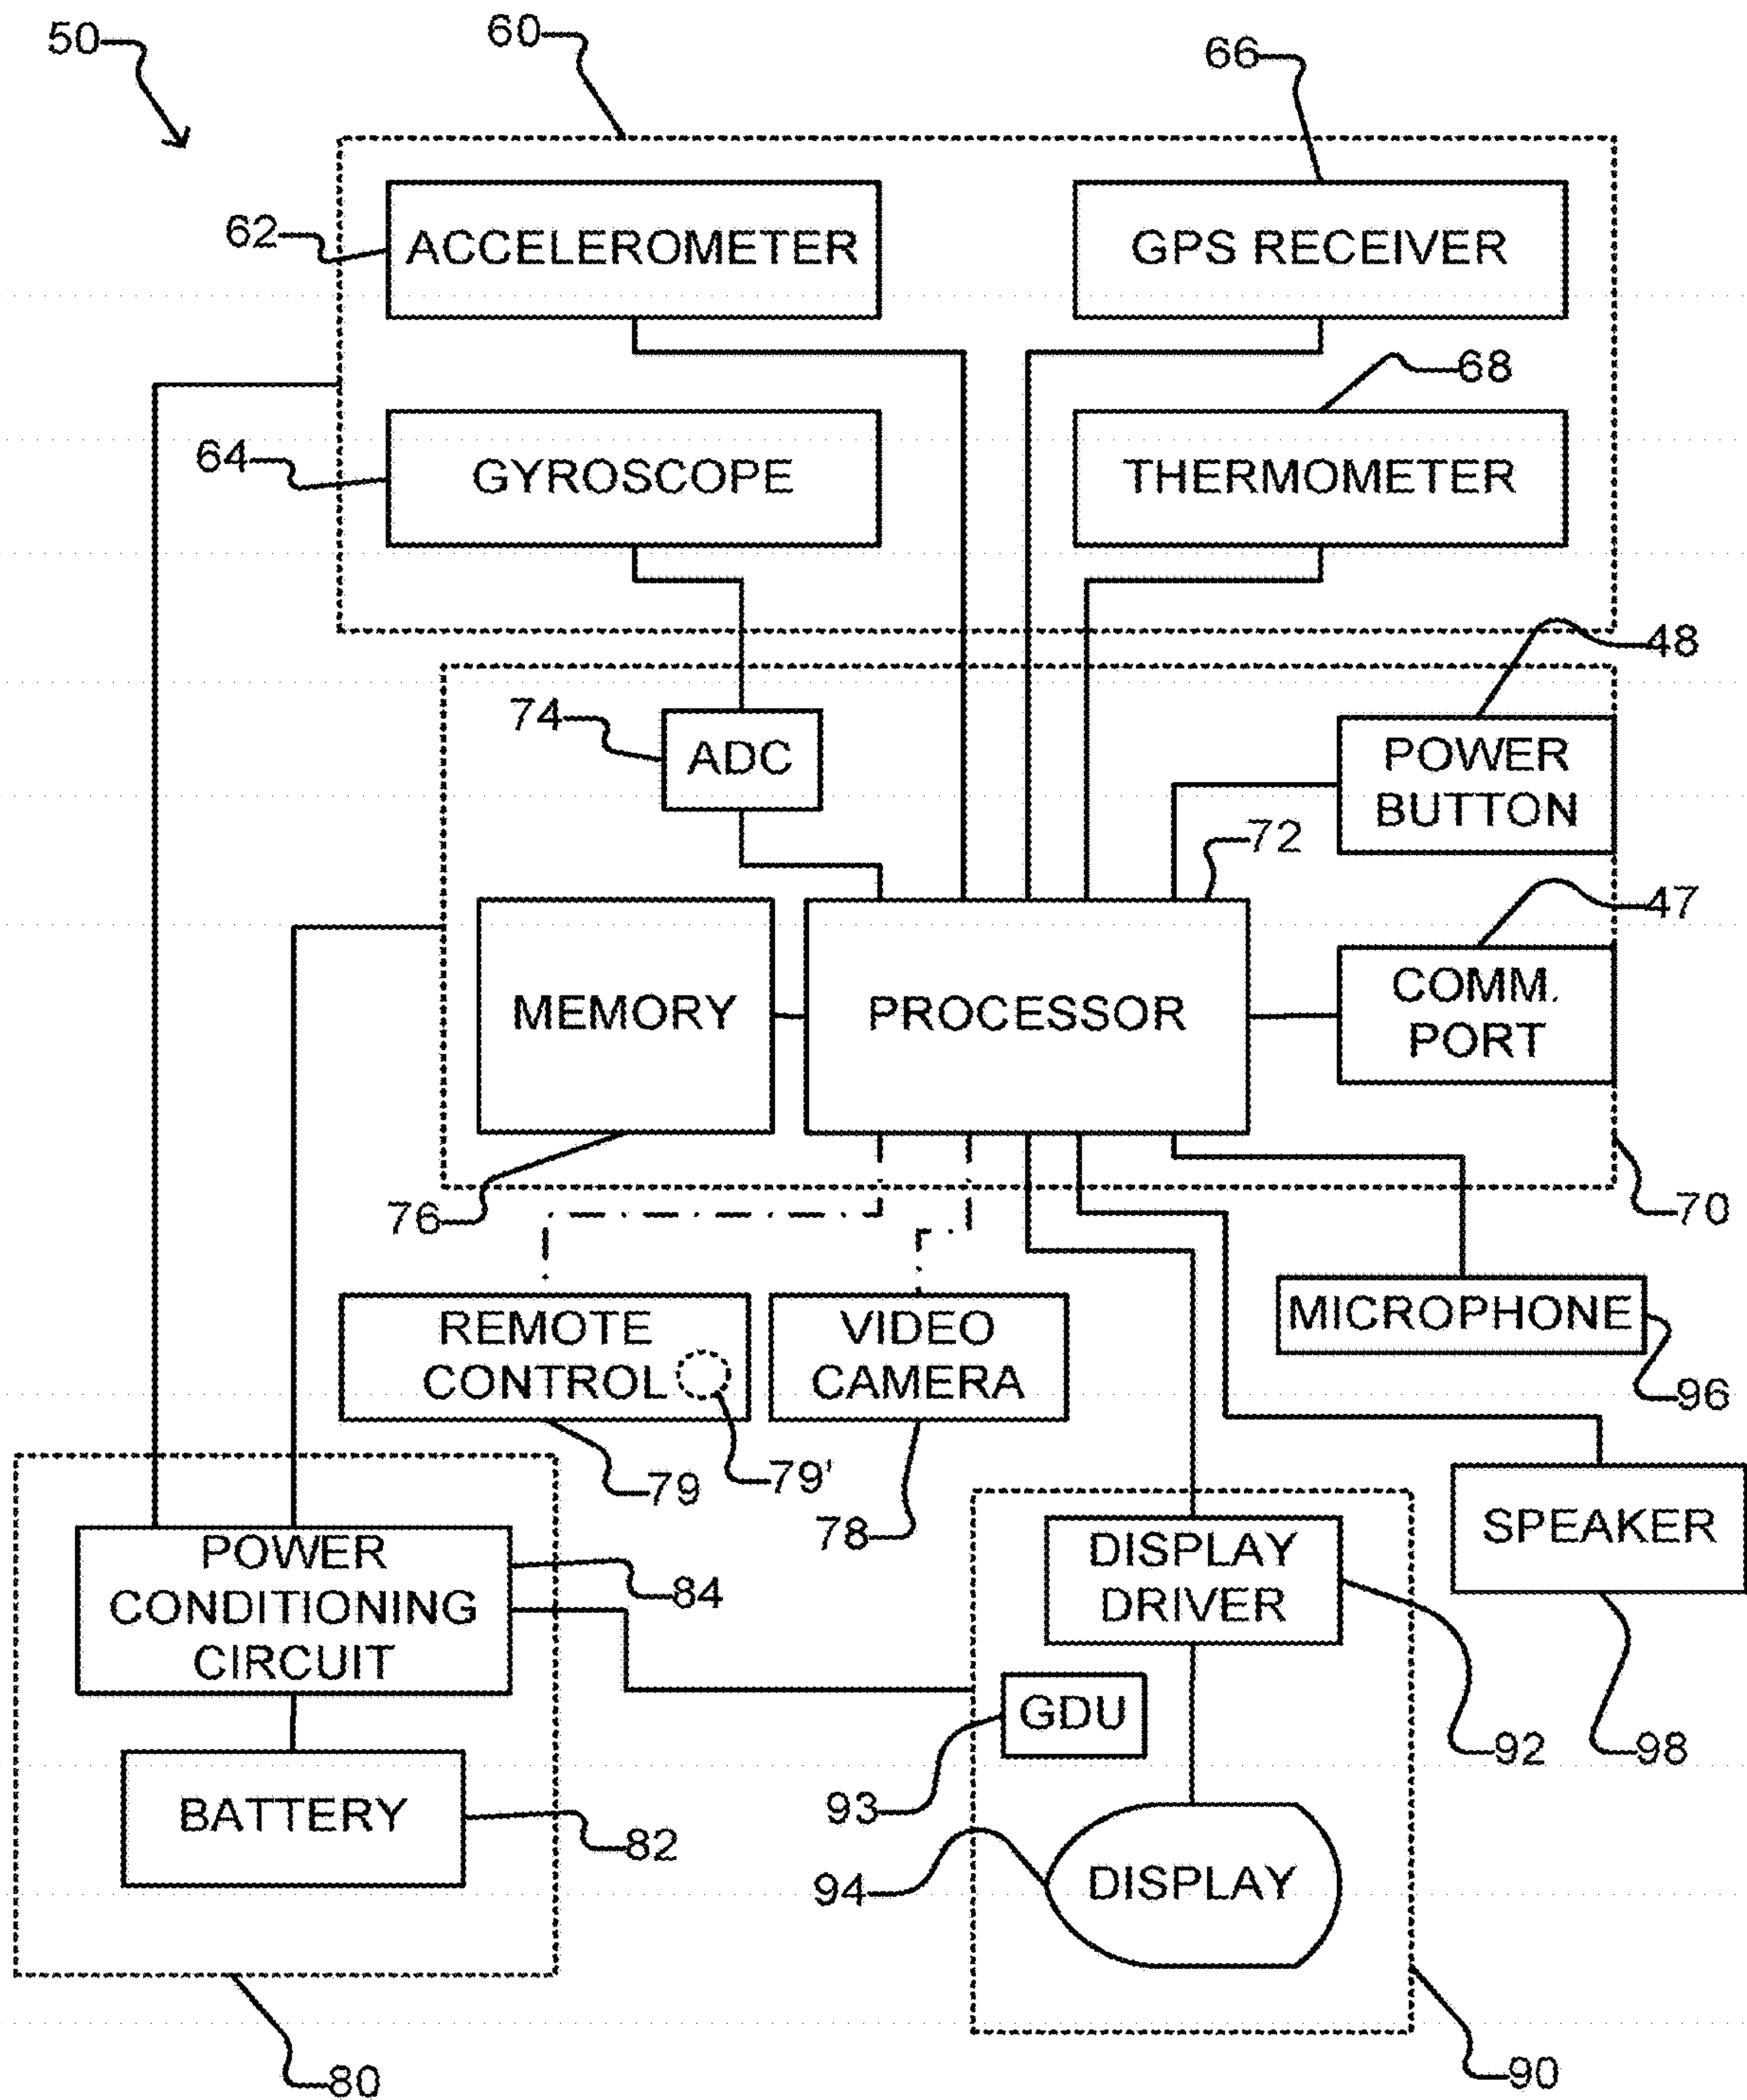 50
60
66
62
ACCELEROMETER
GPS RECEIVER
68
64
GYROSCOPE
THERMOMETER
48
74
ADC
POWER
BUTTON
72
47
MEMORY
PROCESSOR
COMM.
PORT
76
70
REMOTE
CONTROL
VIDEO
CAMERA
MICROPHONE
96
79
79'
78
POWER
CONDITIONING
CIRCUIT
84
DISPLAY
DRIVER
SPEAKER
GDU
92
98
93
BATTERY
82
94
DISPLAY
80
90